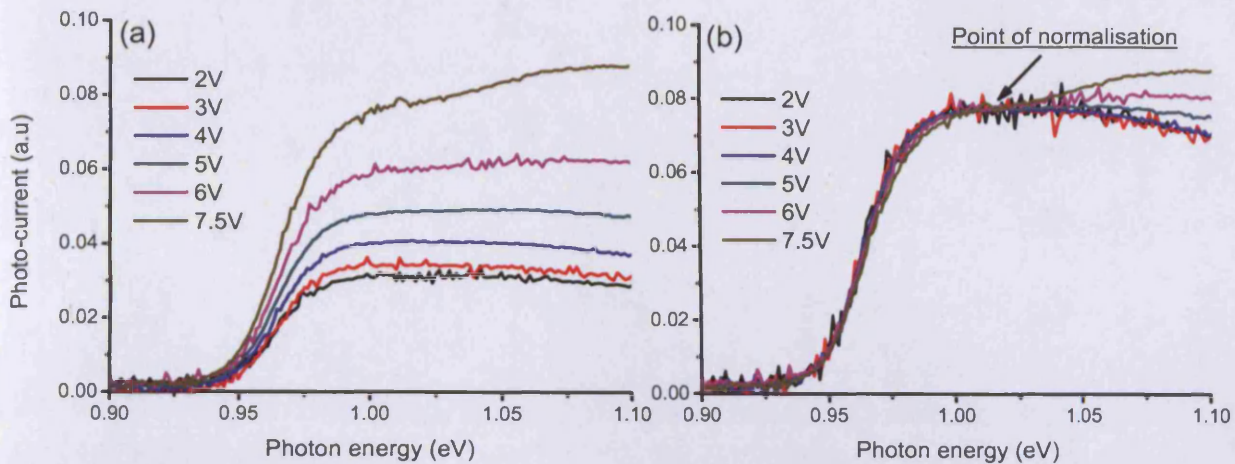 (a)
2V
3V
4V
5V
6V
7.5V
Photo-current (a.u)
0.10
0.08
0.06
0.04
0.02
0.00
0.90
0.95
1.00
1.05
1.10
Photon energy (eV)
(b)
Point of normalisation
2V
3V
4V
5V
6V
7.5V
0.10
0.08
0.06
0.04
0.02
0.00
0.90
0.95
1.00
1.05
1.10
Photon energy (eV)